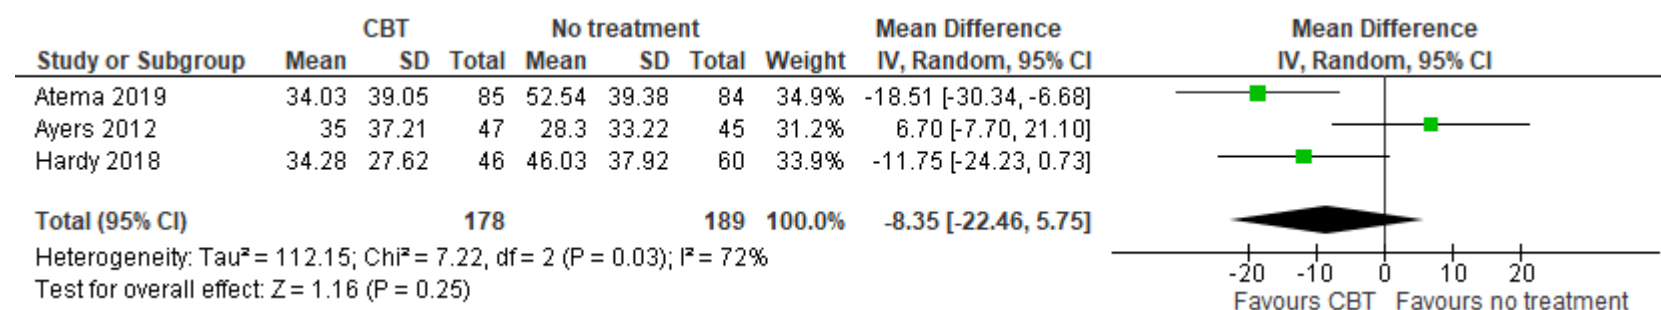 CBT No treatment Mean Difference Mean Difference
Study or Subgroup Mean SD Total Mean SD Total Weight IV, Random, 95% CI IV, Random, 95% CI
Atema 2019 34.03 39.05 85 52.54 39.38 84 34.9% -18.51 [-30.34, -6.68]
Ayers 2012 35 37.21 47 28.3 33.22 45 31.2% 6.70 [-7.70, 21.10]
Hardy 2018 34.28 27.62 46 46.03 37.92 60 33.9% -11.75 [-24.23, 0.73]
Total (95% CI) 178 189 100.0% -8.35 [-22.46, 5.75]
Heterogeneity: Tau² = 112.15; Chi² = 7.22, df = 2 (P = 0.03); I² = 72%
Test for overall effect: Z = 1.16 (P = 0.25)
-20 -10 0 10 20
Favours CBT Favours no treatment